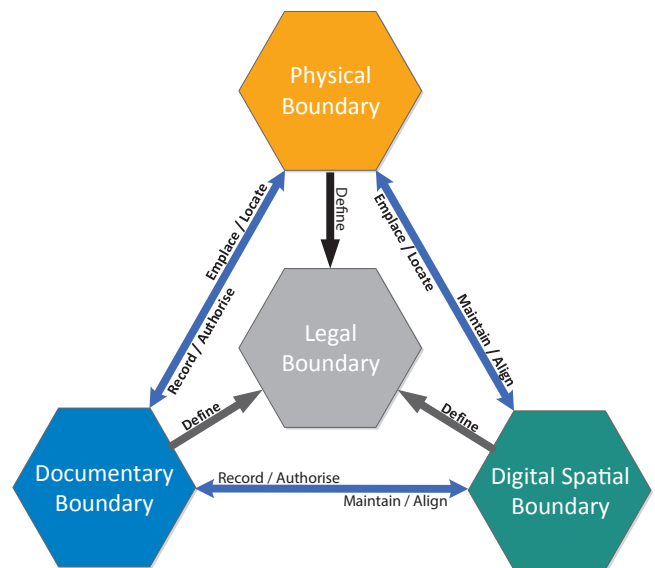 Physical
Boundary
Define
Emplace / Locate
Record / Authorise
Emplace / Locate
Maintain / Align
Legal
Boundary
Define
Define
Documentary
Boundary
Record / Authorise
Maintain / Align
Digital Spatial
Boundary